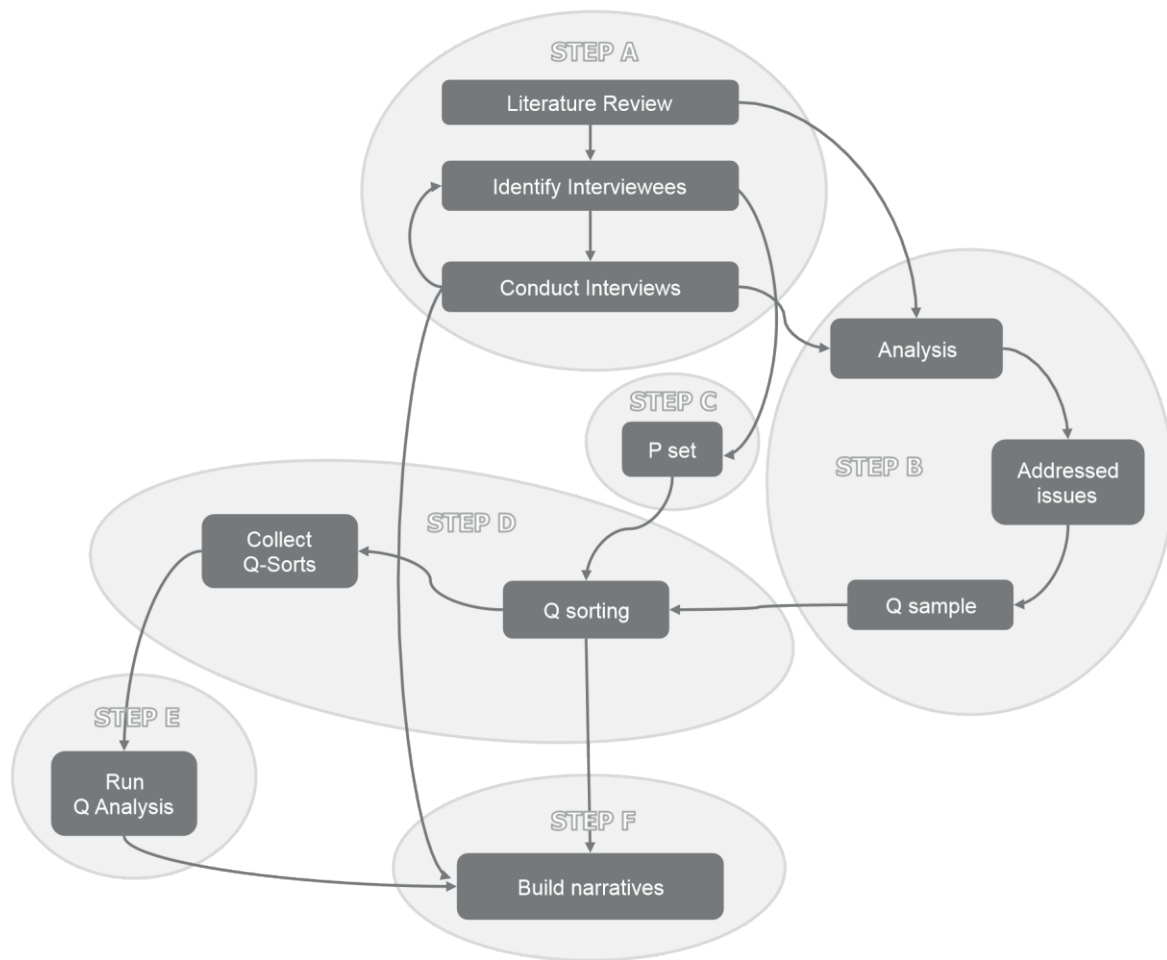 STEP A
Literature Review
Identify Interviewees
Conduct Interviews
Analysis
STEP C
P set
STEP B
Addressed
issues
STEP D
Collect
Q-Sorts
Q sorting
Q sample
STEP E
Run
Q Analysis
STEP F
Build narratives